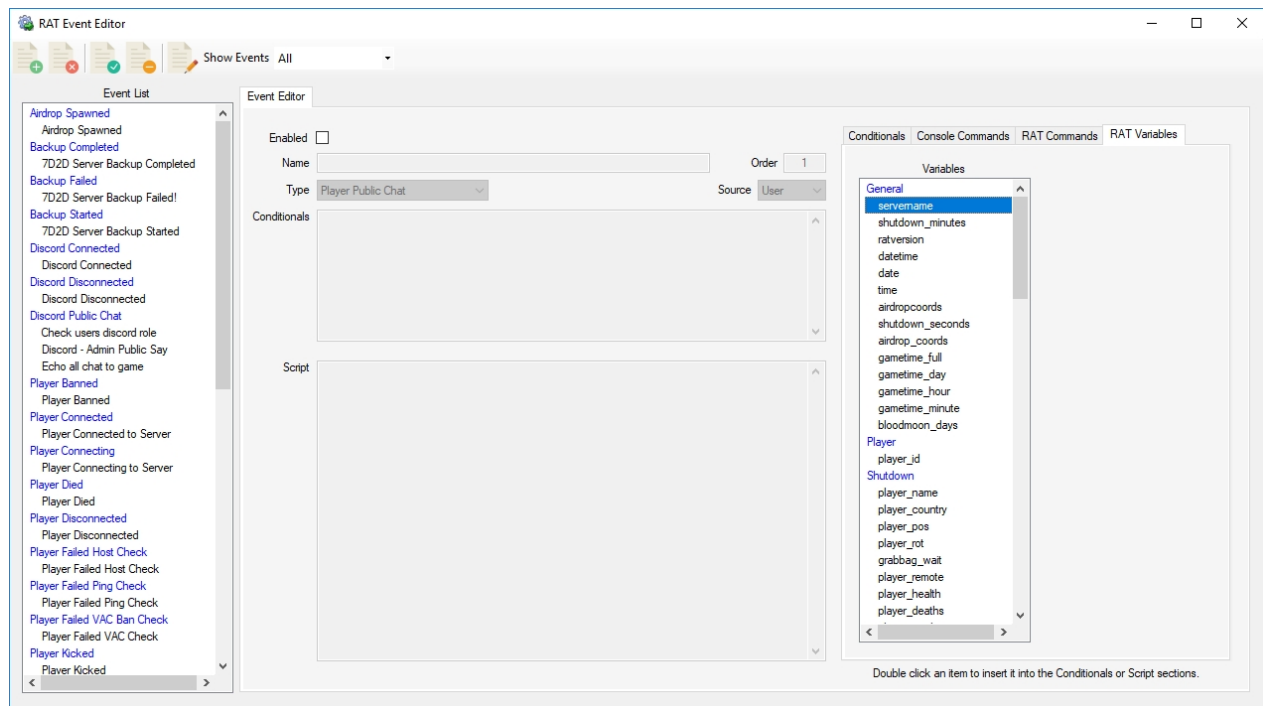 RAT Event Editor
Show Events All
Event List
Airdrop Spawned
Airdrop Spawned
Backup Completed
7D2D Server Backup Completed
Backup Failed
7D2D Server Backup Failed!
Backup Started
7D2D Server Backup Started
Discord Connected
Discord Connected
Discord Disconnected
Discord Disconnected
Discord Public Chat
Check users discord role
Discord - Admin Public Say
Echo all chat to game
Player Banned
Player Banned
Player Connected
Player Connected to Server
Player Connecting
Player Connecting to Server
Player Died
Player Died
Player Disconnected
Player Disconnected
Player Failed Host Check
Player Failed Host Check
Player Failed Ping Check
Player Failed Ping Check
Player Failed VAC Ban Check
Player Failed VAC Check
Player Kicked
Player Kicked
Event Editor
Enabled
Name
Order 1
Type Player Public Chat
Source User
Conditionals
Script
Conditionals Console Commands RAT Commands RAT Variables
Variables
General
servername
shutdown_minutes
ratversion
datetime
date
time
airdropcoords
shutdown_seconds
airdrop_coords
gametime_full
gametime_day
gametime_hour
gametime_minute
bloodmoon_days
Player
player_id
Shutdown
player_name
player_country
player_pos
player_rot
grabbag_wait
player_remote
player_health
player_deaths
Double click an item to insert it into the Conditionals or Script sections.